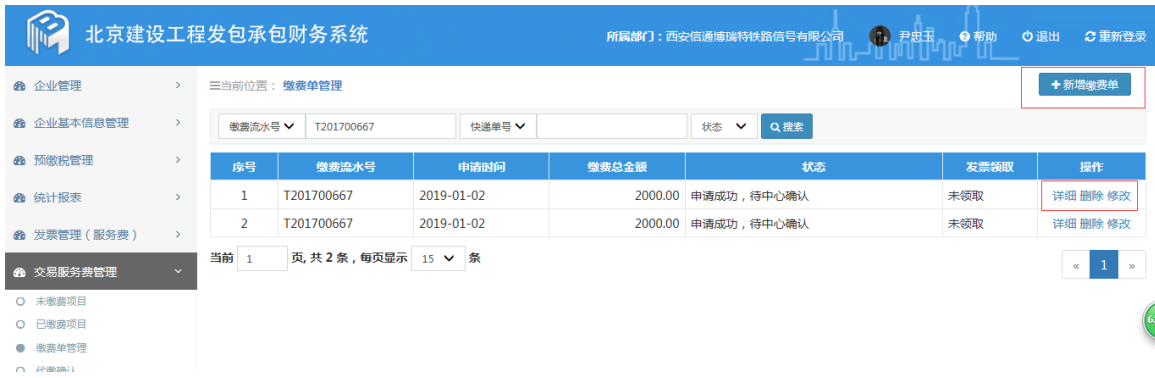 北京建设工程发包承包财务系统
所属部门：西安信通博瑞特铁路信号有限公司 尹忠玉 帮助 退出 重新登录
企业管理
企业基本信息管理
预缴税管理
统计报表
发票管理（服务费）
交易服务费管理
未缴费项目
已缴费项目
缴费单管理
代缴确认
当前位置： 缴费单管理 新增缴费单
缴费流水号 T201700667 快递单号 状态 搜索
序号 缴费流水号 申请时间 缴费总金额 状态 发票领取 操作
1 T201700667 2019-01-02 2000.00 申请成功，待中心确认 未领取 详细 删除 修改
2 T201700667 2019-01-02 2000.00 申请成功，待中心确认 未领取 详细 删除 修改
当前 1 页, 共 2 条，每页显示 15 条
« 1 »